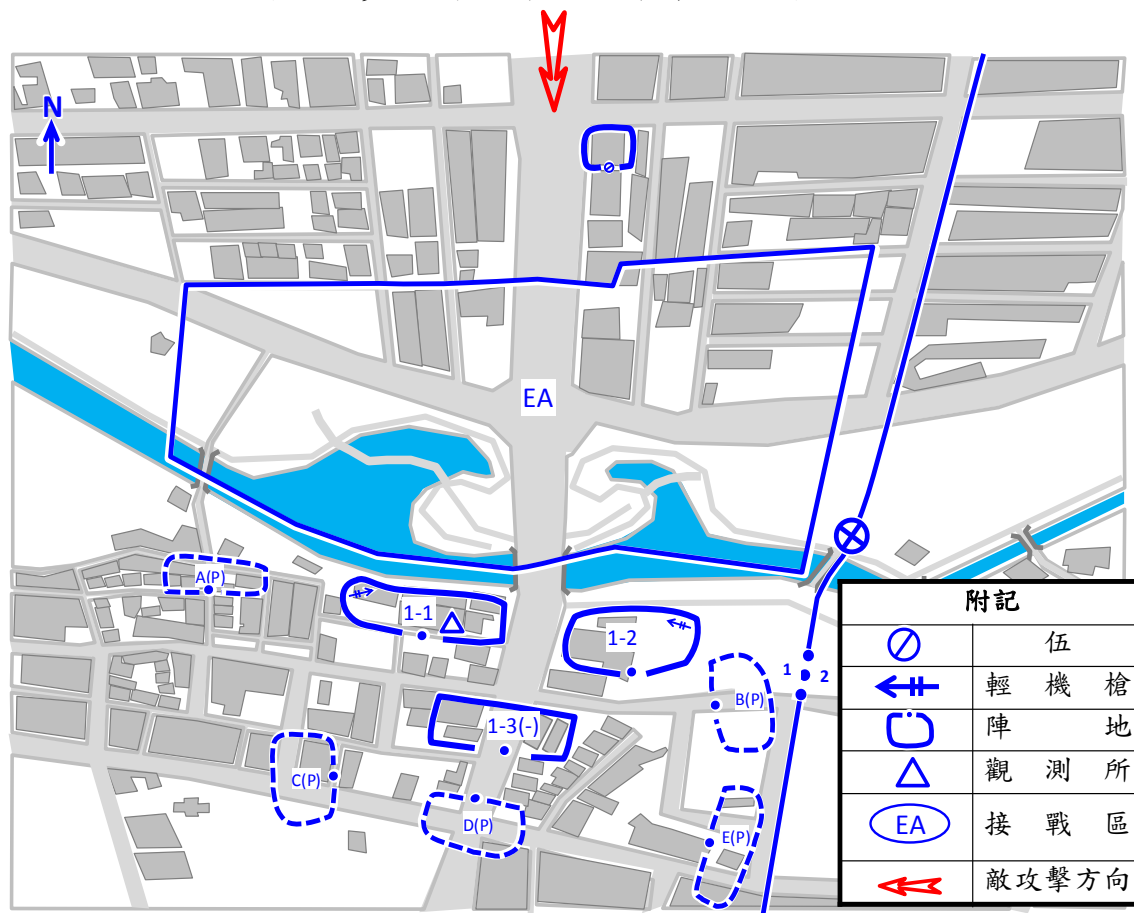 N
EA
A(P)
1-1
1-2
1 2
B(P)
1-3(-)
C(P)
D(P)
E(P)
附記
伍
輕機槍
陣地
觀測所
EA 接戰區
敵攻擊方向